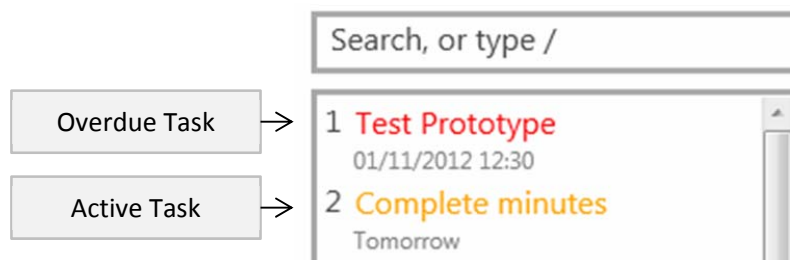 Search, or type /
Overdue Task
1 Test Prototype
01/11/2012 12:30
Active Task
2 Complete minutes
Tomorrow